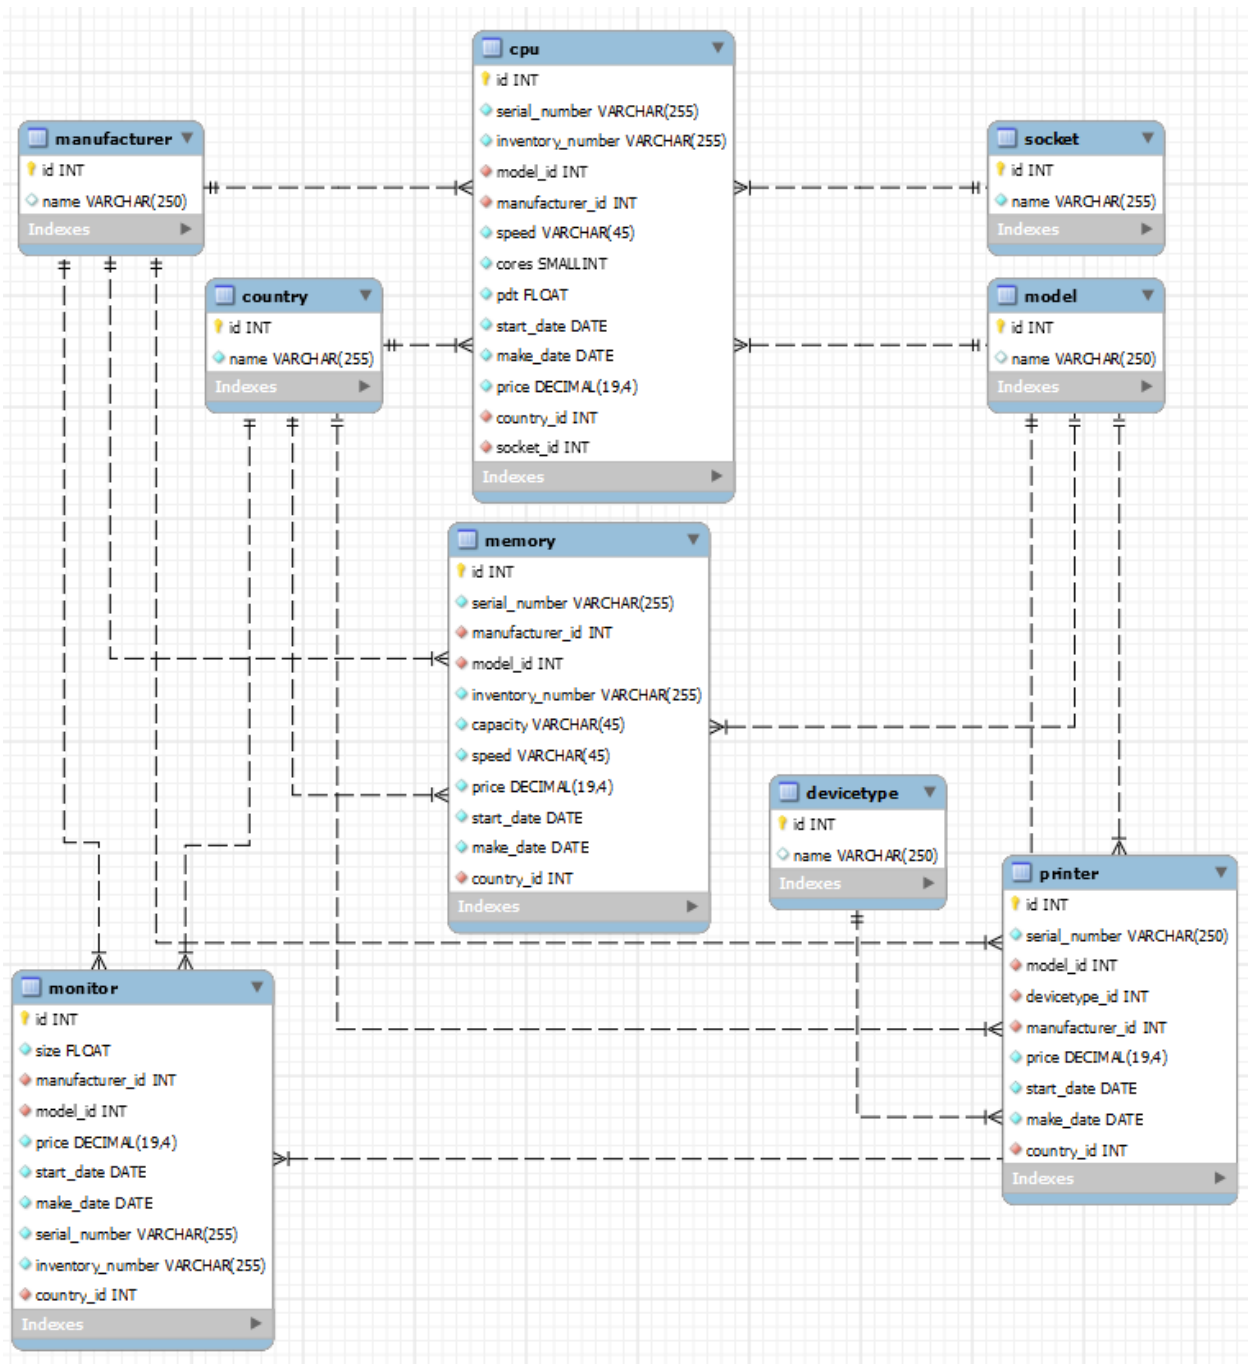 cpu
id INT
serial_number VARCHAR(255)
inventory_number VARCHAR(255)
model_id INT
manufacturer_id INT
speed VARCHAR(45)
cores SMALLINT
pdt FLOAT
start_date DATE
make_date DATE
price DECIMAL(19,4)
country_id INT
socket_id INT
Indexes
manufacturer
id INT
name VARCHAR(250)
Indexes
socket
id INT
name VARCHAR(255)
Indexes
country
id INT
name VARCHAR(255)
Indexes
model
id INT
name VARCHAR(250)
Indexes
memory
id INT
serial_number VARCHAR(255)
manufacturer_id INT
model_id INT
inventory_number VARCHAR(255)
capacity VARCHAR(45)
speed VARCHAR(45)
price DECIMAL(19,4)
start_date DATE
make_date DATE
country_id INT
Indexes
devicetype
id INT
name VARCHAR(250)
Indexes
printer
id INT
serial_number VARCHAR(250)
model_id INT
devicetype_id INT
manufacturer_id INT
price DECIMAL(19,4)
start_date DATE
make_date DATE
country_id INT
Indexes
monitor
id INT
size FLOAT
manufacturer_id INT
model_id INT
price DECIMAL(19,4)
start_date DATE
make_date DATE
serial_number VARCHAR(255)
inventory_number VARCHAR(255)
country_id INT
Indexes